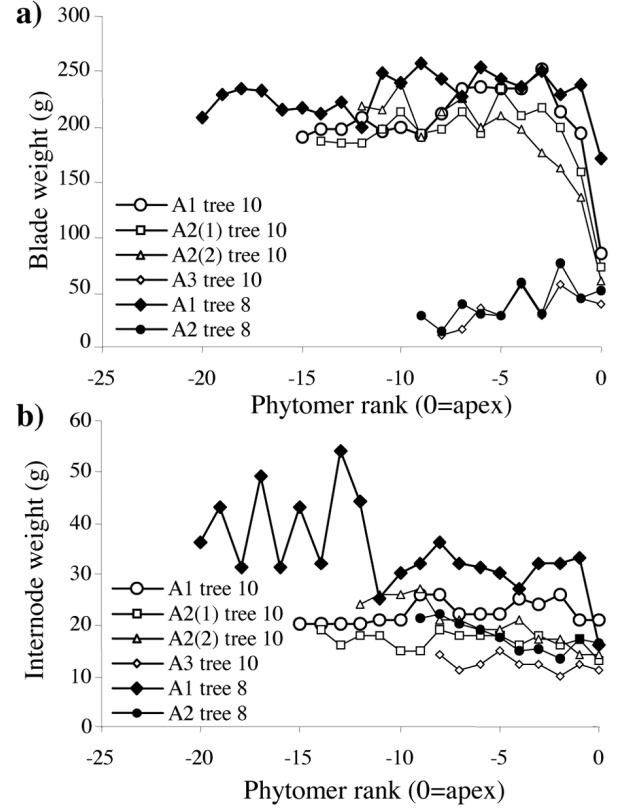 a)
300
250
200
150
100
50
0
Blade weight (g)
A1 tree 10
A2(1) tree 10
A2(2) tree 10
A3 tree 10
A1 tree 8
A2 tree 8
-25 -20 -15 -10 -5 0
Phytomer rank (0=apex)
b)
60
50
40
30
20
10
0
Internode weight (g)
A1 tree 10
A2(1) tree 10
A2(2) tree 10
A3 tree 10
A1 tree 8
A2 tree 8
-25 -20 -15 -10 -5 0
Phytomer rank (0=apex)